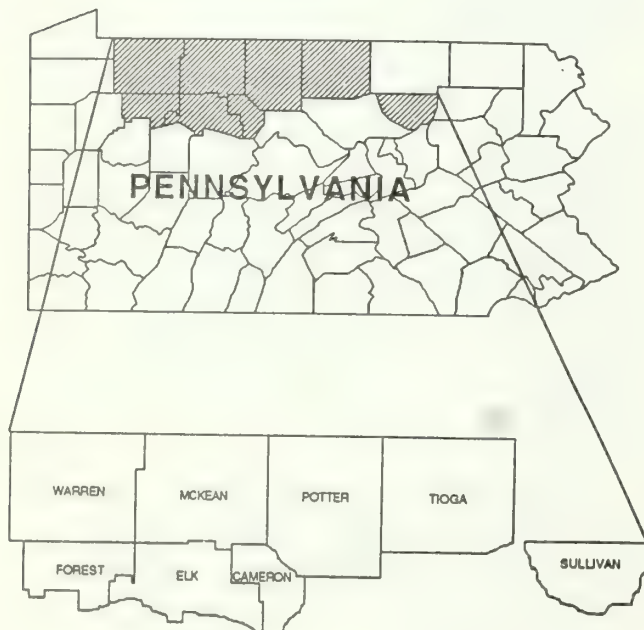 PENNSYLVANIA
WARREN MCKEAN POTTER TIOGA
FOREST ELK CAMERON SULLIVAN